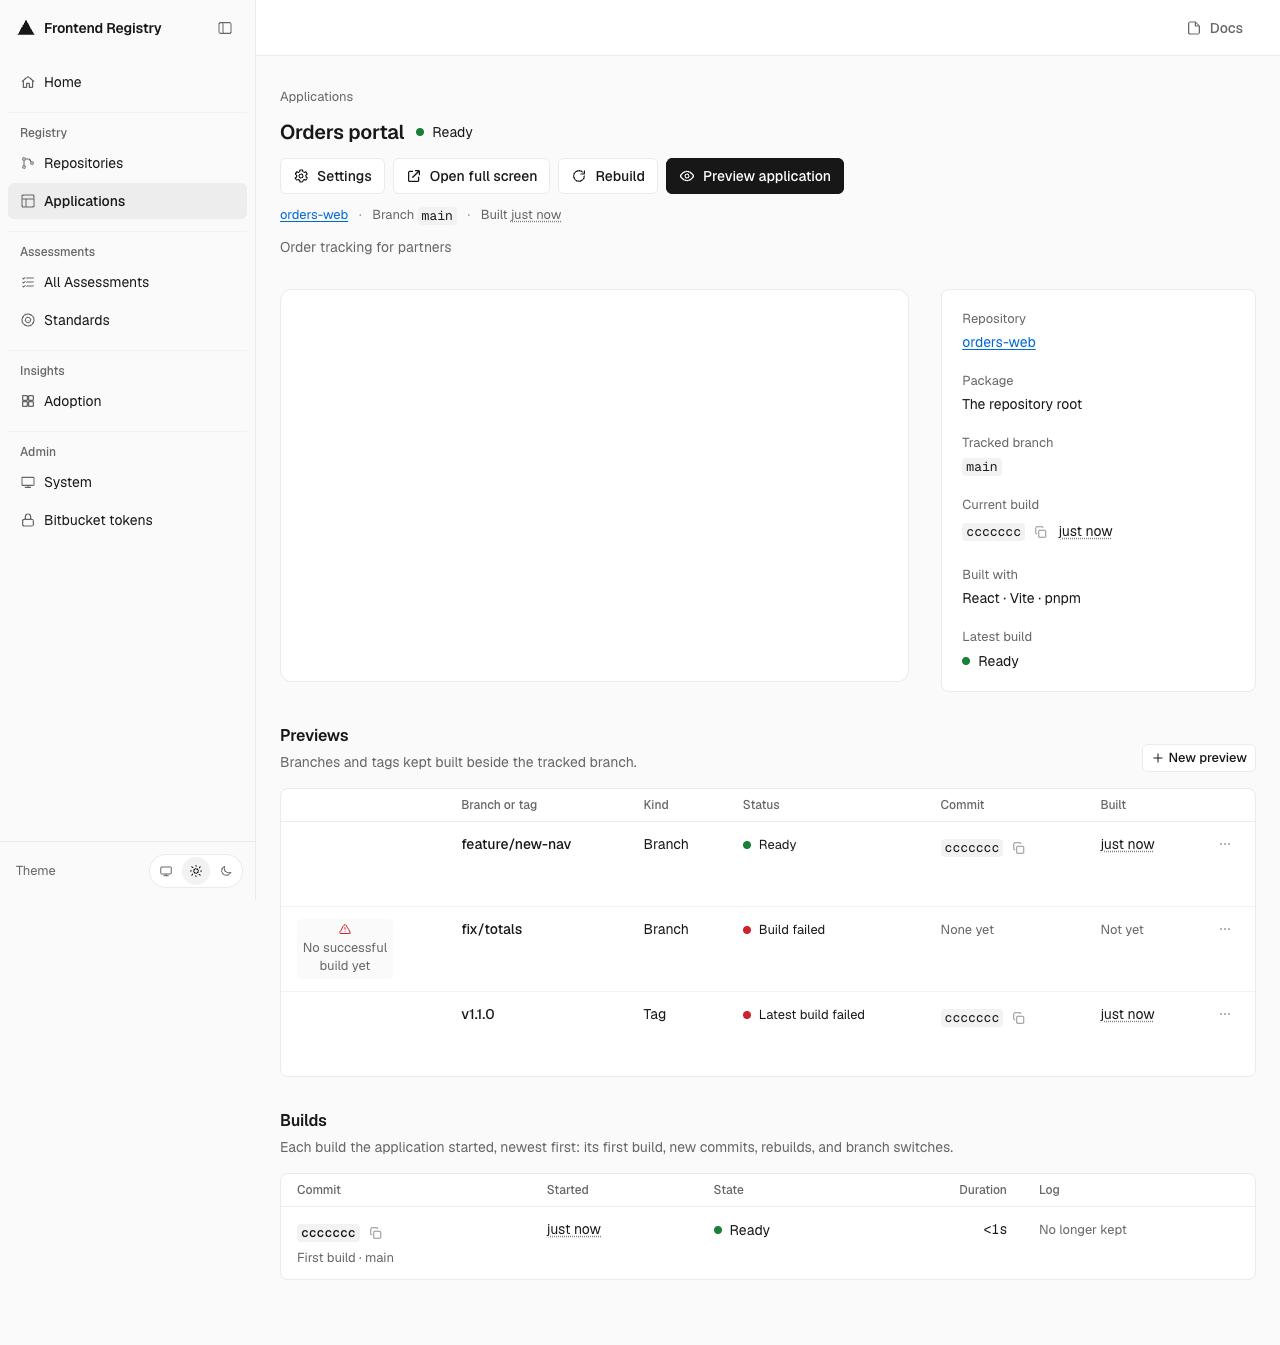 Frontend Registry
Docs
Home
Registry
Repositories
Applications
Assessments
All Assessments
Standards
Insights
Adoption
Admin
System
Bitbucket tokens
Theme
Applications
Orders portal Ready
Settings Open full screen Rebuild Preview application
orders-web · Branch main · Built just now
Order tracking for partners
Repository
orders-web
Package
The repository root
Tracked branch
main
Current build
ccccccc just now
Built with
React · Vite · pnpm
Latest build
Ready
Previews
Branches and tags kept built beside the tracked branch.
New preview
Branch or tag Kind Status Commit Built
feature/new-nav Branch Ready ccccccc just now ···
No successful build yet fix/totals Branch Build failed None yet Not yet ···
v1.1.0 Tag Latest build failed ccccccc just now ···
Builds
Each build the application started, newest first: its first build, new commits, rebuilds, and branch switches.
Commit Started State Duration Log
ccccccc just now Ready <1s No longer kept
First build · main